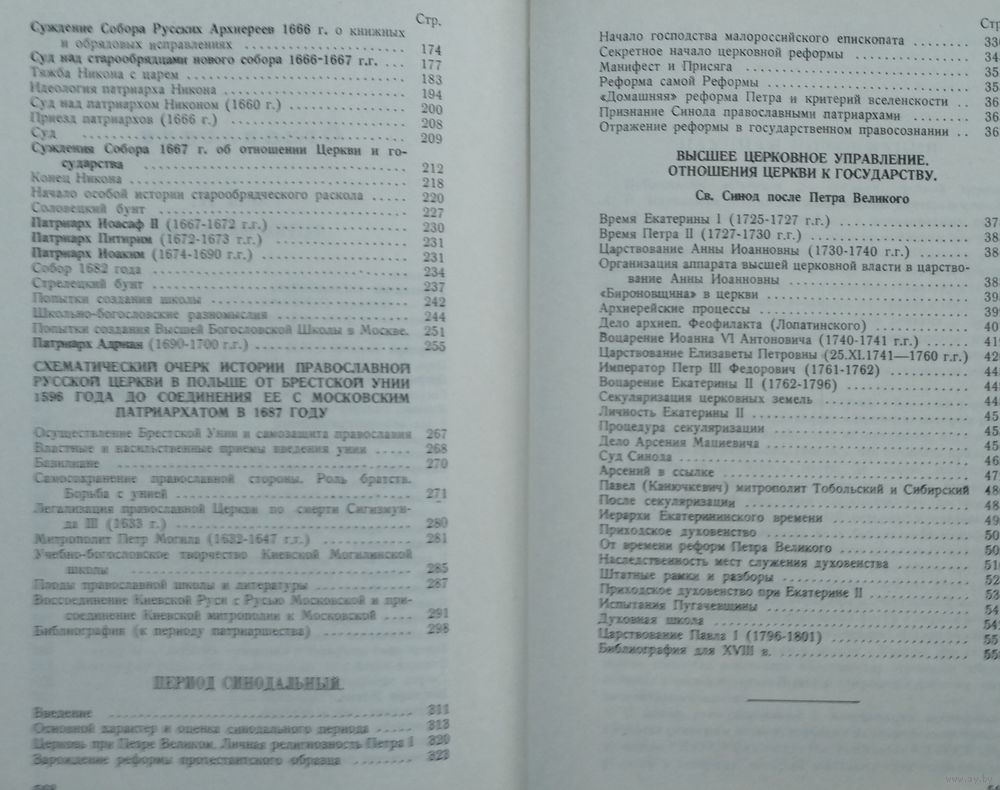 Стр.
Суждение Собора Русских Архиереев 1666 г. о книжных
и обрядовых исправлениях 174
Суд над старообрядцами нового собора 1666-1667 г.г. 177
Тяжба Никона с царем 183
Идеология патриарха Никона 194
Суд над патриархом Никоном (1660 г.) 200
Приезд патриархов (1666 г.) 208
Суд 209
Суждения Собора 1667 г. об отношении Церкви и го-
сударства 212
Конец Никона 218
Начало особой истории старообрядческого раскола 220
Соловецкий бунт 227
Патриарх Иоасаф II (1667-1672 г.г.) 230
Патриарх Питирим (1672-1673 г.г.) 231
Патриарх Иоаким (1674-1690 г.г.) 231
Собор 1682 года 234
Стрелецкий бунт 237
Попытки создания школы 242
Школьно-богословские разномыслия 244
Попытки создания Высшей Богословской Школы в Москве. 251
Патриарх Адриан (1690-1700 г.г.) 255
СХЕМАТИЧЕСКИЙ ОЧЕРК ИСТОРИИ ПРАВОСЛАВНОЙ
РУССКОЙ ЦЕРКВИ В ПОЛЬШЕ ОТ БРЕСТСКОЙ УНИИ
1596 ГОДА ДО СОЕДИНЕНИЯ ЕЕ С МОСКОВСКИМ
ПАТРИАРХАТОМ В 1687 ГОДУ
Осуществление Брестской Унии и самозащита православия 267
Властные и насильственные приемы введения унии 268
Базилиане 270
Самосохранение православной стороны. Роль братств.
Борьба с унией 271
Легализация православной Церкви по смерти Сигизмун-
да III (1633 г.) 280
Митрополит Петр Могила (1632-1647 г.г.) 281
Учебно-богословское творчество Киевской Могилинской
школы 285
Плоды православной школы и литературы 287
Воссоединение Киевской Руси с Русью Московской и при-
соединение Киевской митрополии к Московской 291
Библиография (к периоду патриаршества) 298
ПЕРИОД СИНОДАЛЬНЫЙ.
Введение 311
Основной характер и оценка синодального периода 313
Церковь при Петре Великом. Личная религиозность Петра I 320
Зарождение реформы протестантского образца 323
Стр
Начало господства малороссийского епископата
Секретное начало церковной реформы
Манифест и Присяга
Реформа самой Реформы
«Домашняя» реформа Петра и критерий вселенскости
Признание Синода православными патриархами
Отражение реформы в государственном правосознании
ВЫСШЕЕ ЦЕРКОВНОЕ УПРАВЛЕНИЕ.
ОТНОШЕНИЯ ЦЕРКВИ К ГОСУДАРСТВУ.
Св. Синод после Петра Великого
Время Екатерины I (1725-1727 г.г.)
Время Петра II (1727-1730 г.г.)
Царствование Анны Иоанновны (1730-1740 г.г.)
Организация аппарата высшей церковной власти в царство-
вание Анны Иоанновны
«Бироновщина» в церкви
Архиерейские процессы
Дело архиеп. Феофилакта (Лопатинского)
Воцарение Иоанна VI Антоновича (1740-1741 г.г.)
Царствование Елизаветы Петровны (25.XI.1741—1760 г.г.)
Император Петр III Федорович (1761-1762)
Воцарение Екатерины II (1762-1796)
Секуляризация церковных земель
Личность Екатерины II
Процедура секуляризации
Дело Арсения Мациевича
Суд Синода
Арсений в ссылке
Павел (Канючкевич) митрополит Тобольский и Сибирский
После секуляризации
Иерархи Екатерининского времени
Приходское духовенство
От времени реформ Петра Великого
Наследственность мест служения духовенства
Штатные рамки и разборы
Приходское духовенство при Екатерине II
Испытания Пугачевщины
Духовная школа
Царствование Павла I (1796-1801)
Библиография для XVIII в.
www.ay.by